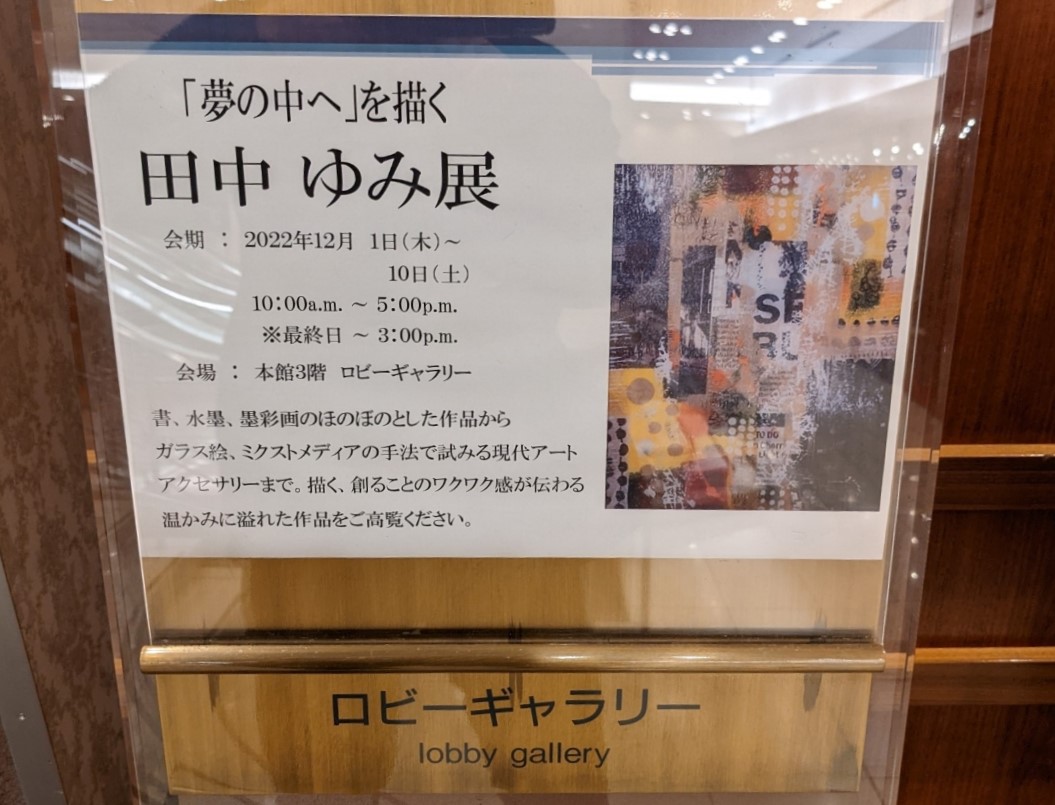 「夢の中へ」を描く
田中 ゆみ展
会期 : 2022年12月 1日(木)~
10日(土)
10:00a.m. ~ 5:00p.m.
※最終日 ~ 3:00p.m.
会場 : 本館3階 ロビーギャラリー
書、水墨、墨彩画のほのぼのとした作品から
ガラス絵、ミクストメディアの手法で試みる現代アート
アクセサリーまで。描く、創ることのワクワク感が伝わる
温かみに溢れた作品をご高覧ください。
SE
TO DO
ロビーギャラリー
lobby gallery